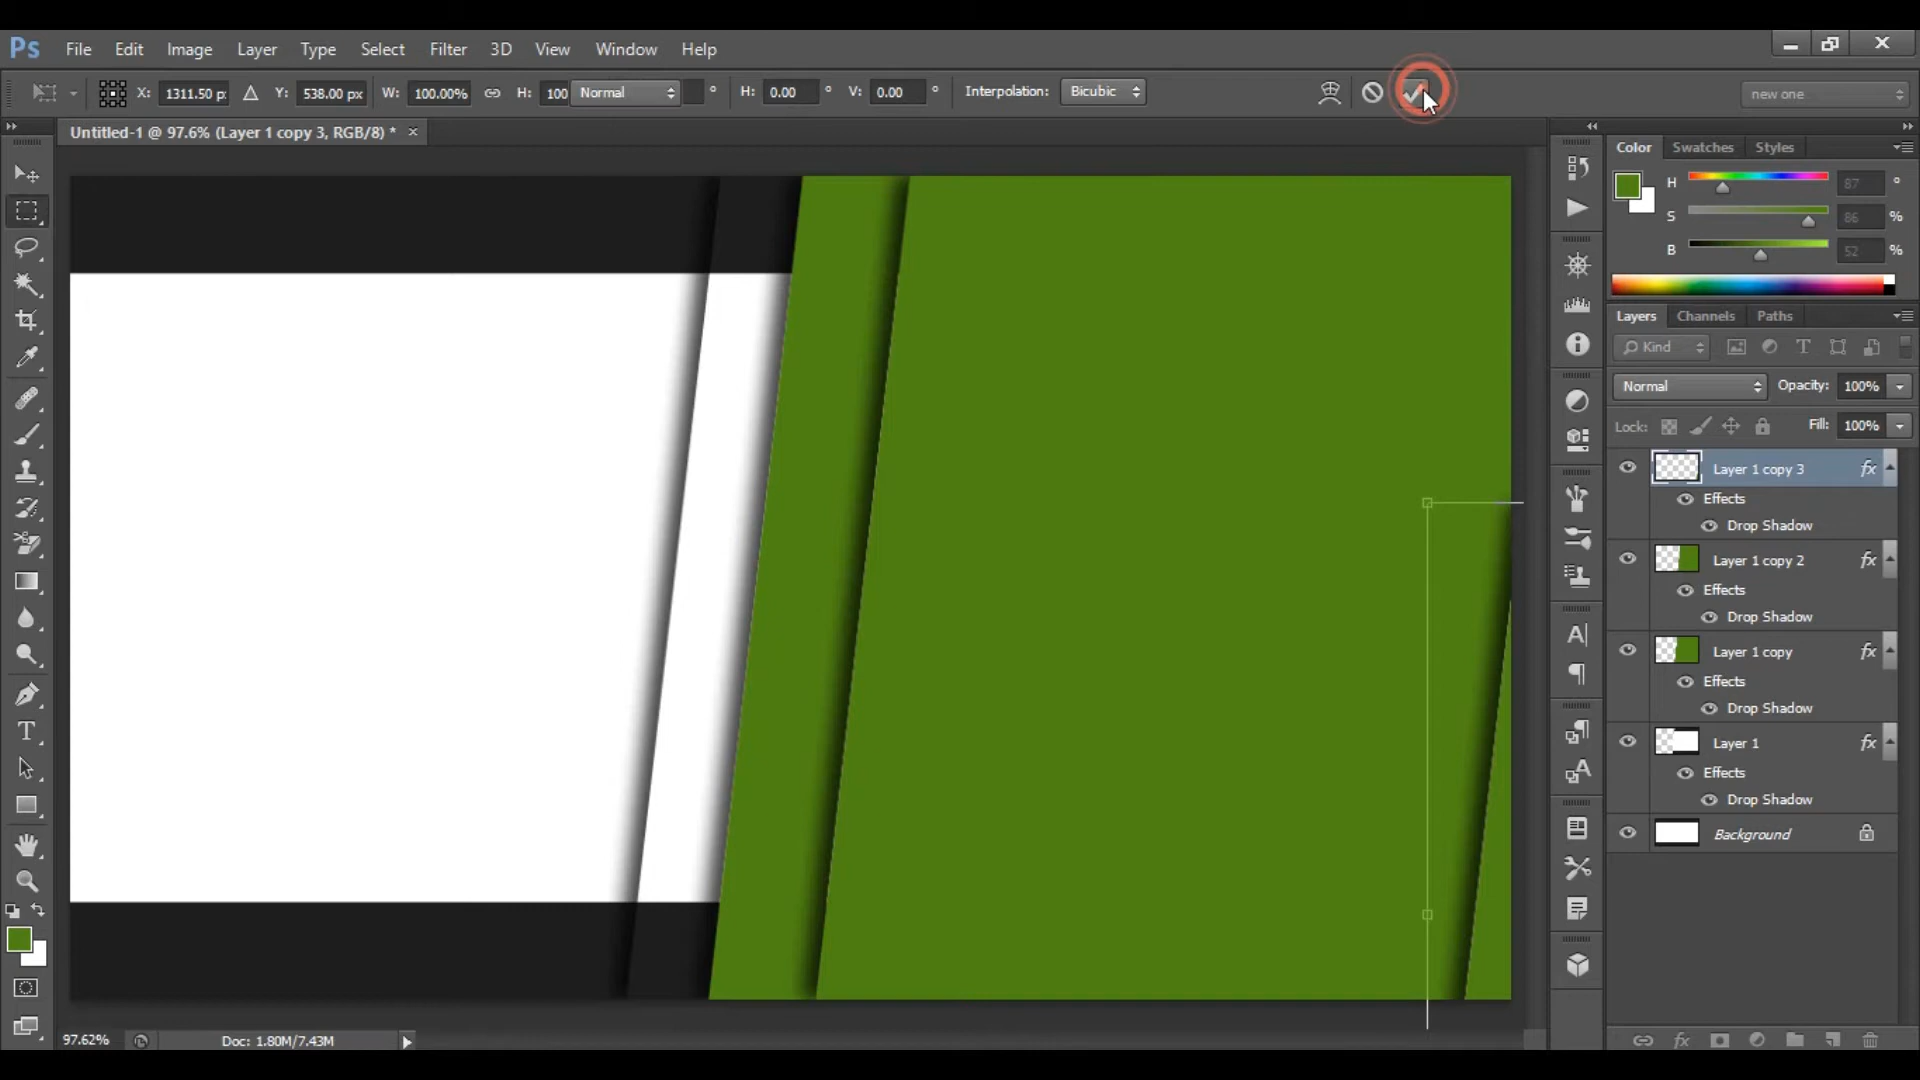 Ps File Edit Image Layer Type Select Filter 3D View Window Help
X: 1311.50 p Y: 538.00 px W: 100.00% H: 100 Normal ° H: 0.00 ° V: 0.00 ° Interpolation: Bicubic new one
Untitled-1 @ 97.6% (Layer 1 copy 3, RGB/8) * ×
Color Swatches Styles
H 87 °
S 86 %
B 52 %
Layers Channels Paths
Kind
Normal Opacity: 100%
Lock: Fill: 100%
Layer 1 copy 3 fx
Effects
Drop Shadow
Layer 1 copy 2 fx
Effects
Drop Shadow
Layer 1 copy fx
Effects
Drop Shadow
Layer 1 fx
Effects
Drop Shadow
Background
97.62% Doc: 1.80M/7.43M fx